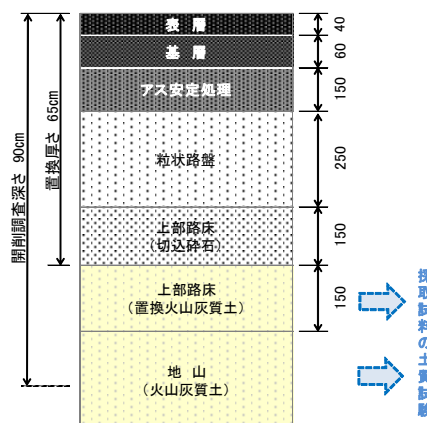 開削調査深さ 90cm
置換厚さ 65cm
表 層
40
基 層
60
アス安定処理
150
粒状路盤
250
上部路床
(切込砕石)
150
上部路床
(置換火山灰質土)
150
地 山
(火山灰質土)
採取試料の土質試験